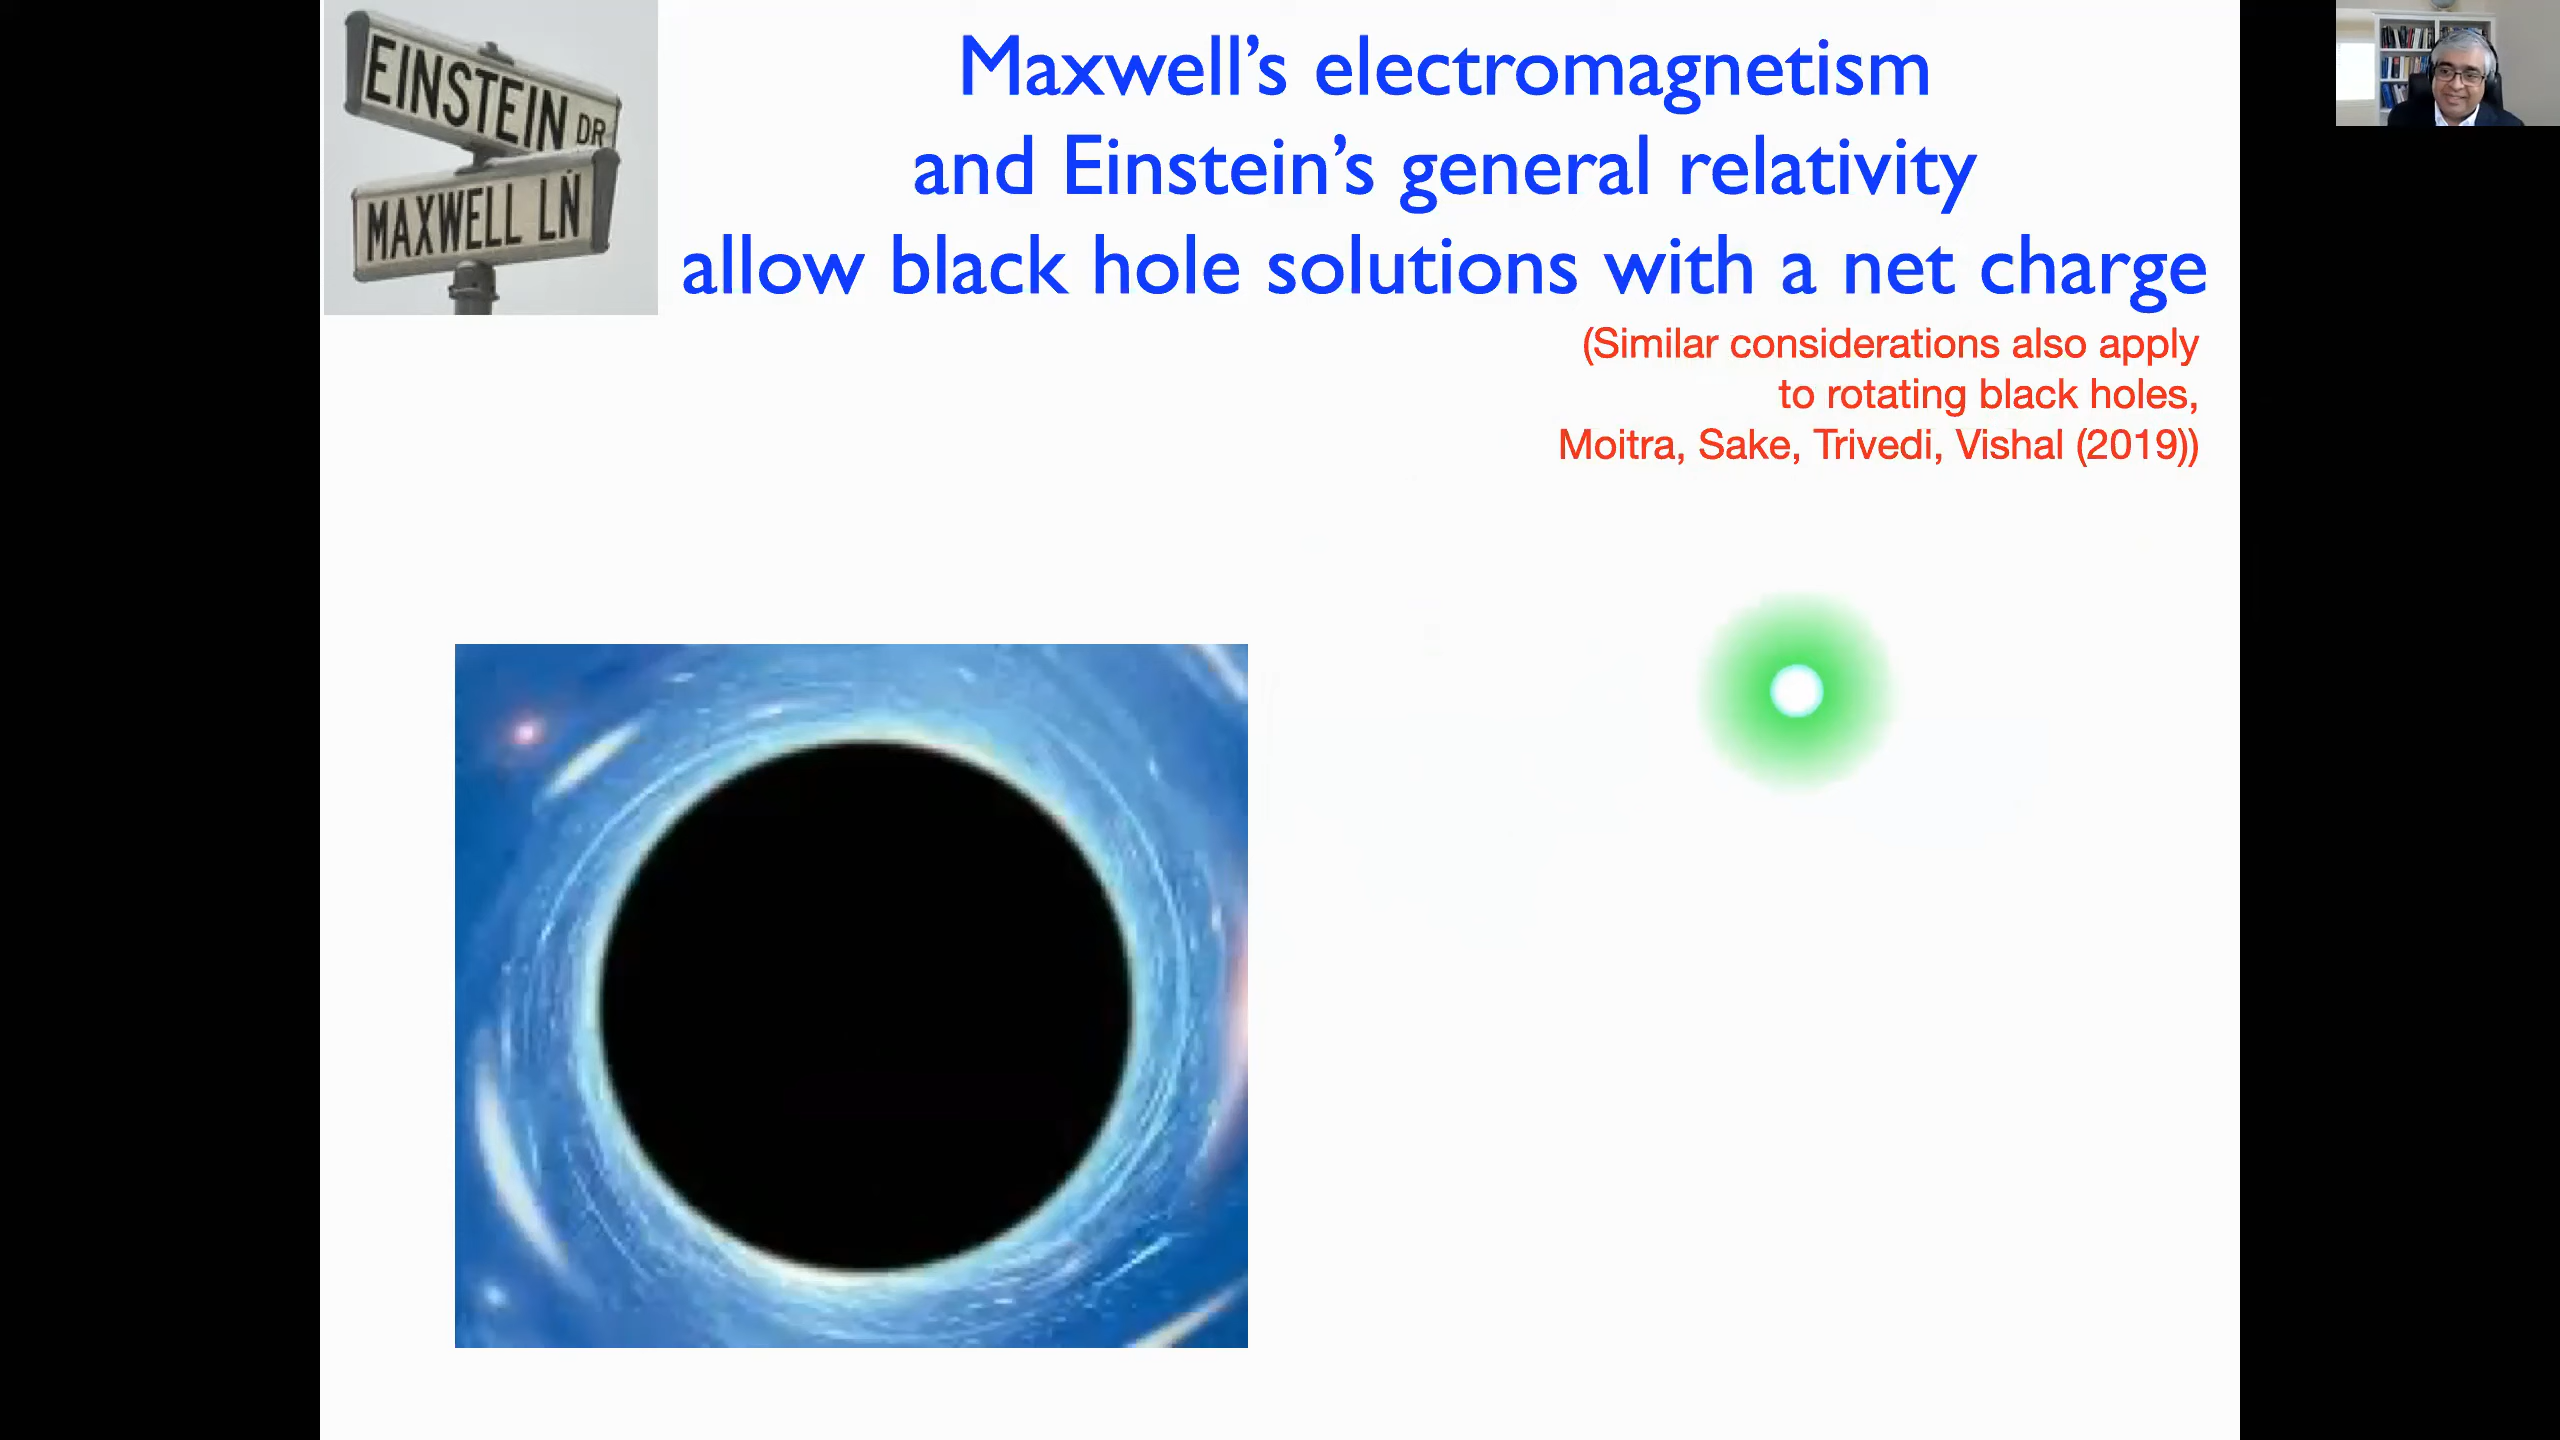 EINSTEIN DR
MAXWELL LN
Maxwell’s electromagnetism
and Einstein’s general relativity
allow black hole solutions with a net charge
(Similar considerations also apply
to rotating black holes,
Moitra, Sake, Trivedi, Vishal (2019))